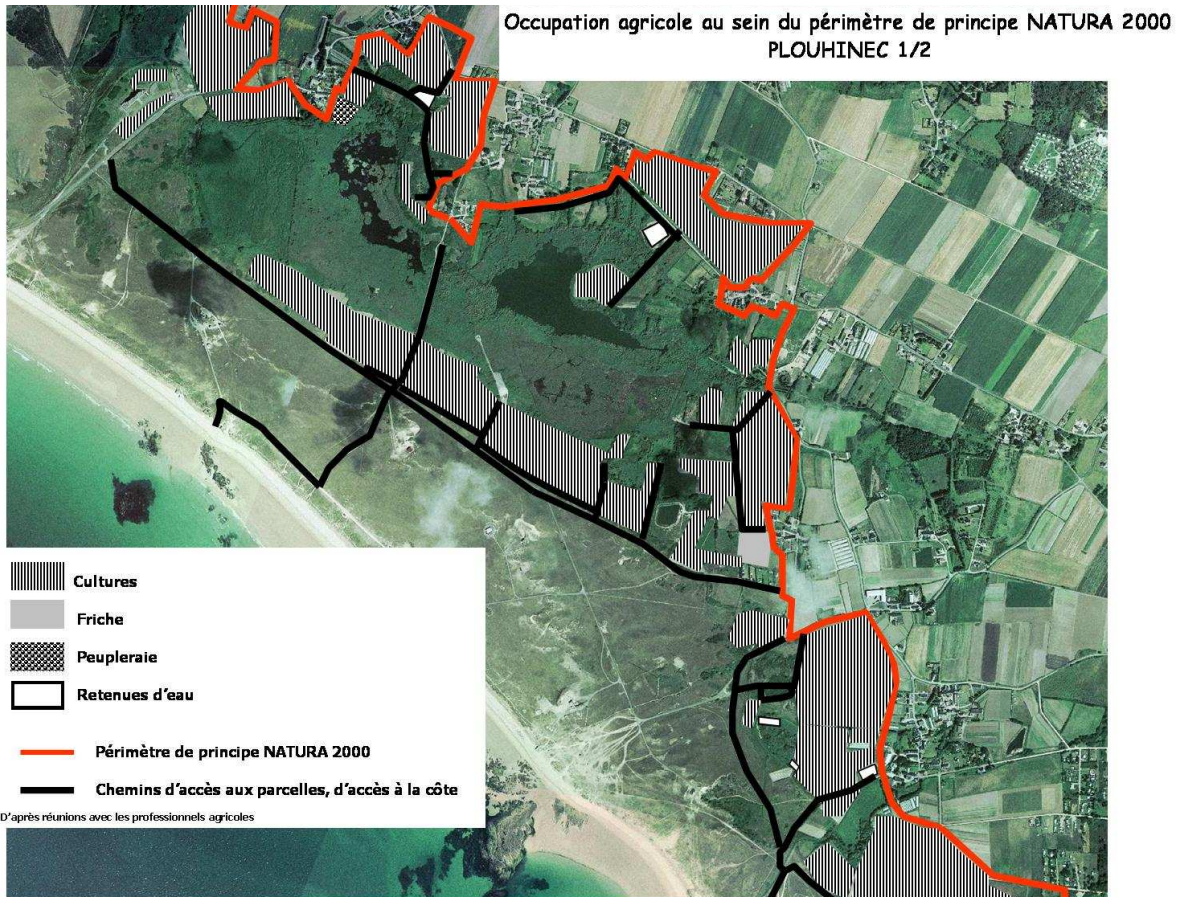 Occupation agricole au sein du périmètre de principe NATURA 2000
PLOUHINEC 1/2
Cultures
Friche
Peupleraie
Retenues d'eau
Périmètre de principe NATURA 2000
Chemins d'accès aux parcelles, d'accès à la côte
D'après réunions avec les professionnels agricoles